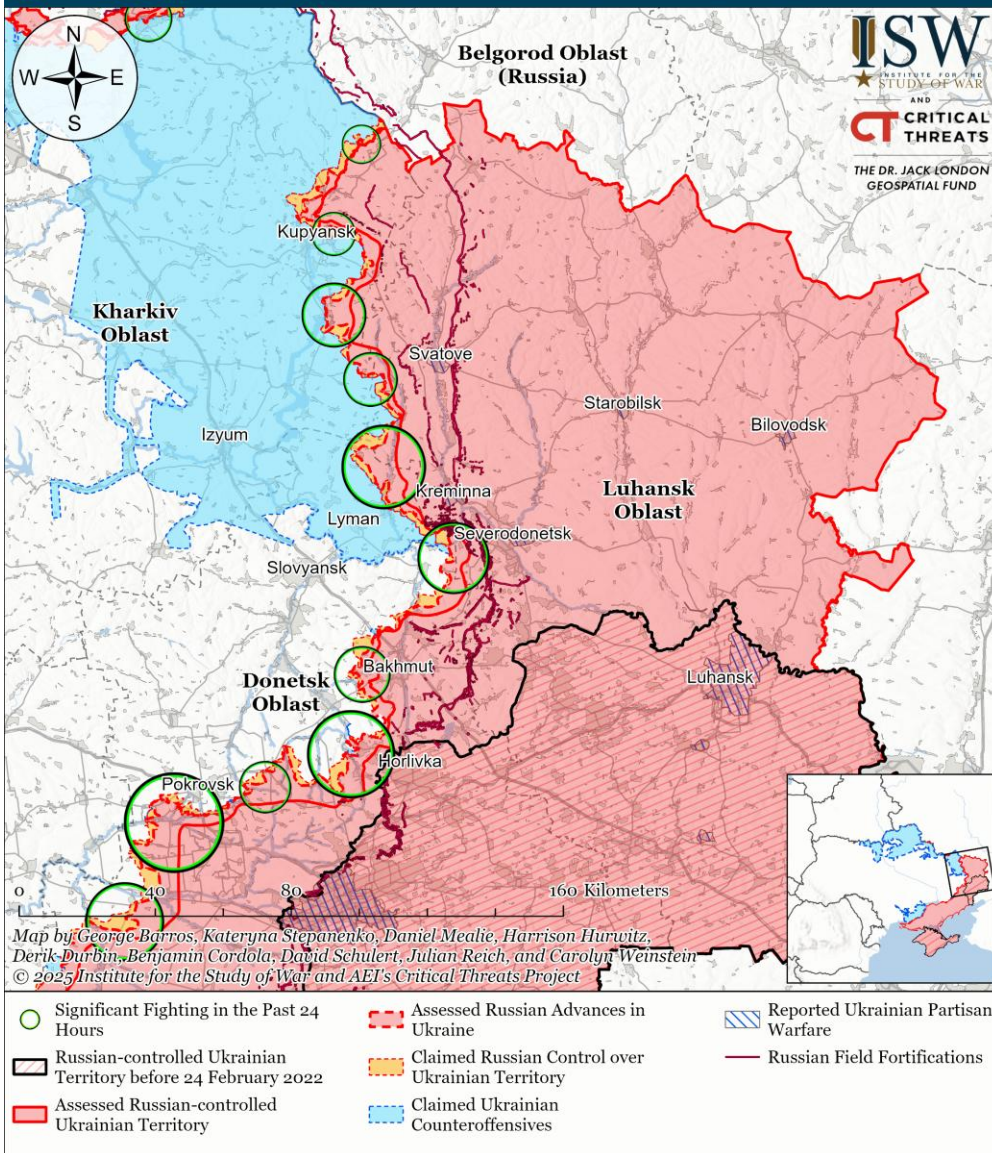 N
W
E
S
Belgorod Oblast
(Russia)
ISW
INSTITUTE FOR THE
STUDY OF WAR
AND
CT CRITICAL
THREATS
THE DR. JACK LONDON
GEOSPATIAL FUND
Kupyansk
Kharkiv
Oblast
Svatove
Starobilsk
Bilovodsk
Izyum
Kreminna
Luhansk
Oblast
Lyman
Severodonetsk
Slovyansk
Bakhmut
Luhansk
Donetsk
Oblast
Horlivka
Pokrovsk
0
40
80
160 Kilometers
Map by George Barros, Kateryna Stepanenko, Daniel Mealie, Harrison Hurwitz,
Derik Durbin, Benjamin Cordola, David Schulert, Julian Reich, and Carolyn Weinstein
© 2025 Institute for the Study of War and AEI's Critical Threats Project
Significant Fighting in the Past 24
Hours
Russian-controlled Ukrainian
Territory before 24 February 2022
Assessed Russian-controlled
Ukrainian Territory
Assessed Russian Advances in
Ukraine
Claimed Russian Control over
Ukrainian Territory
Claimed Ukrainian
Counteroffensives
Reported Ukrainian Partisan
Warfare
Russian Field Fortifications